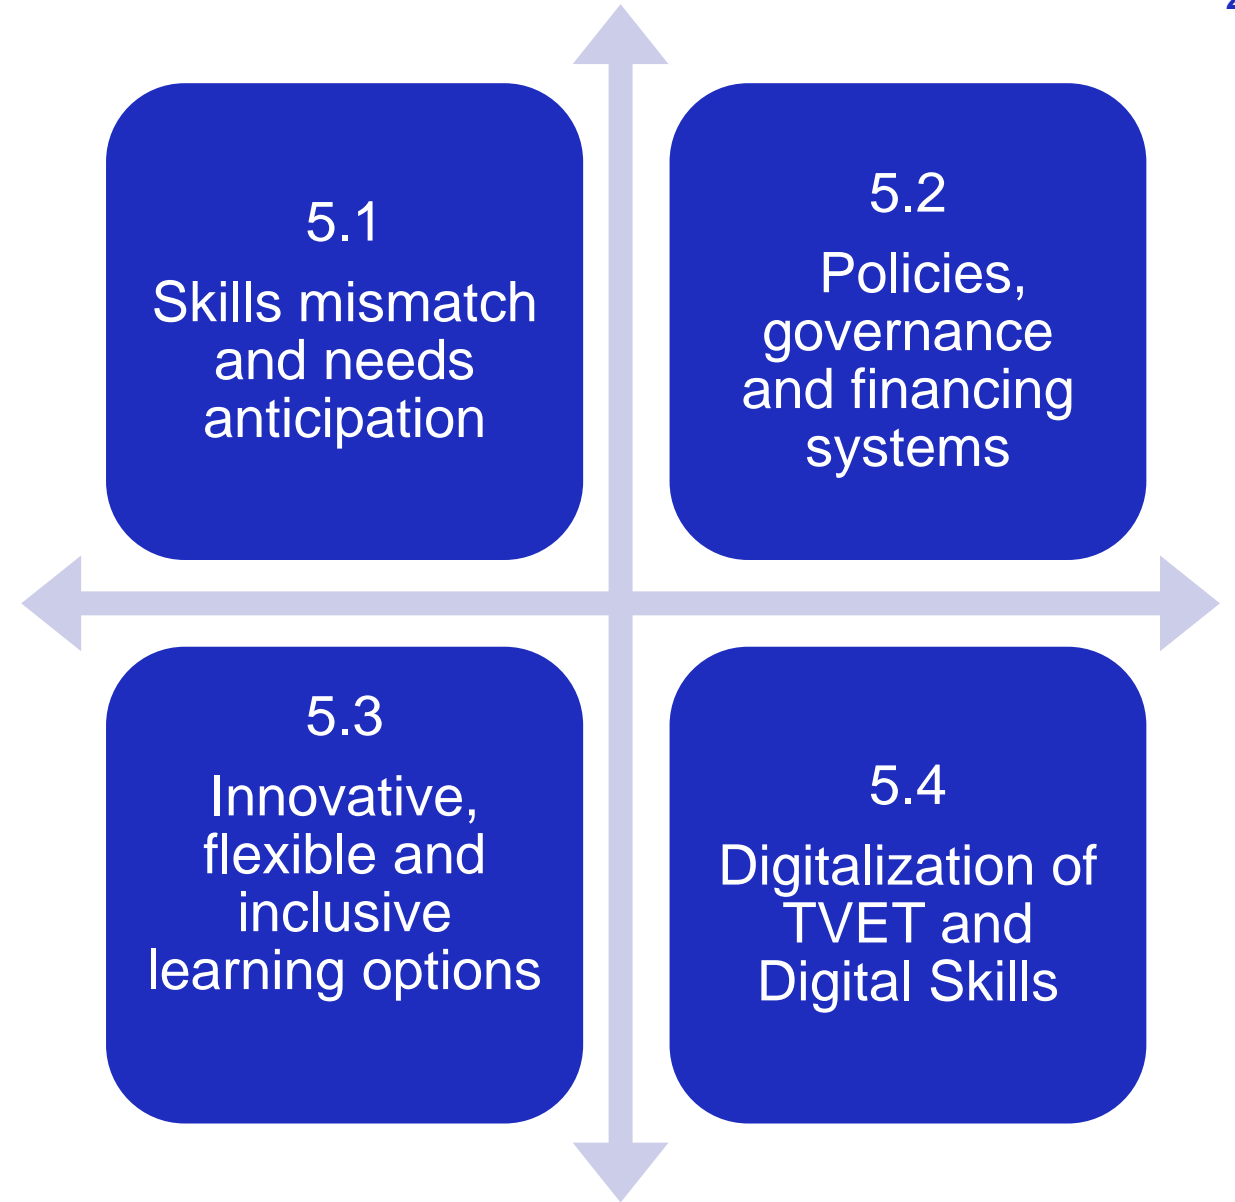 5.1
Skills mismatch
and needs
anticipation
5.2
Policies,
governance
and financing
systems
5.3
Innovative,
flexible and
inclusive
learning options
5.4
Digitalization of
TVET and
Digital Skills